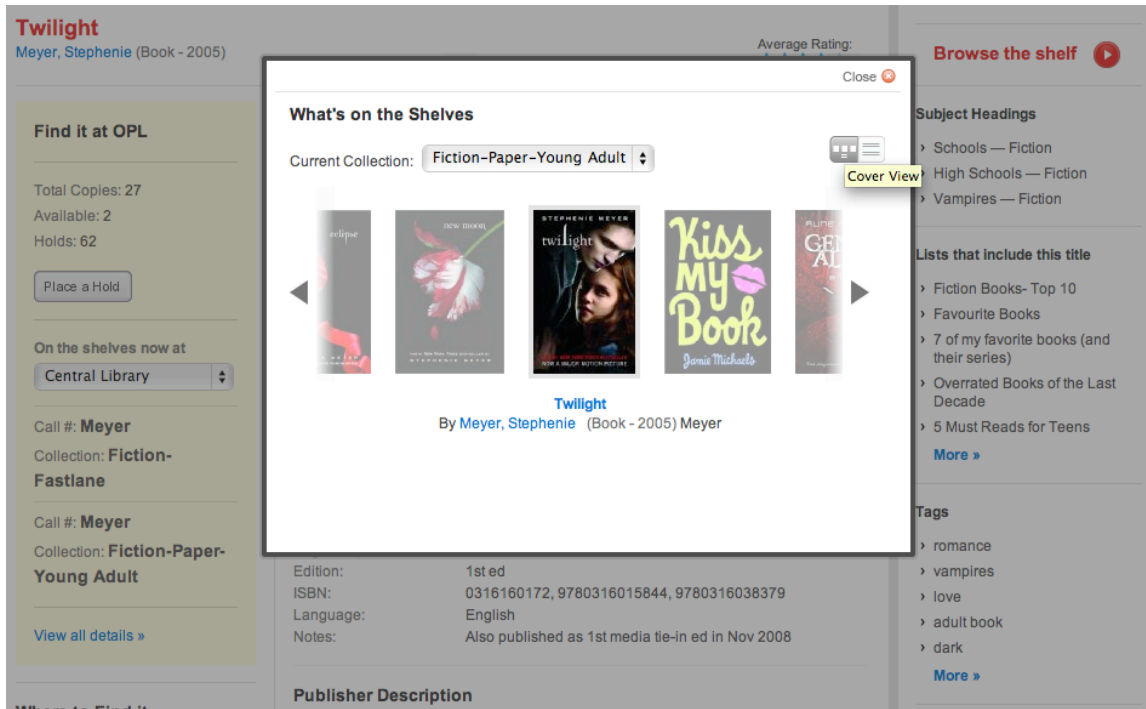 Twilight
Meyer, Stephenie (Book - 2005)
Average Rating:
Find it at OPL
Total Copies: 27
Available: 2
Holds: 62
Place a Hold
On the shelves now at
Central Library
Call #: Meyer
Collection: Fiction-
Fastlane
Call #: Meyer
Collection: Fiction-Paper-
Young Adult
View all details »
Close
What's on the Shelves
Current Collection: Fiction-Paper-Young Adult
Cover View
eclipse
new moon
STEPHENIE MEYER
STEPHENIE MEYER
twilight
NOW A MAJOR MOTION PICTURE
Kiss
My
Book
Jamie Michaels
Twilight
By Meyer, Stephenie (Book - 2005) Meyer
Edition: 1st ed
ISBN: 0316160172, 9780316015844, 9780316038379
Language: English
Notes: Also published as 1st media tie-in ed in Nov 2008
Publisher Description
Browse the shelf
Subject Headings
› Schools — Fiction
› High Schools — Fiction
› Vampires — Fiction
Lists that include this title
› Fiction Books- Top 10
› Favourite Books
› 7 of my favorite books (and
their series)
› Overrated Books of the Last
Decade
› 5 Must Reads for Teens
More »
Tags
› romance
› vampires
› love
› adult book
› dark
More »